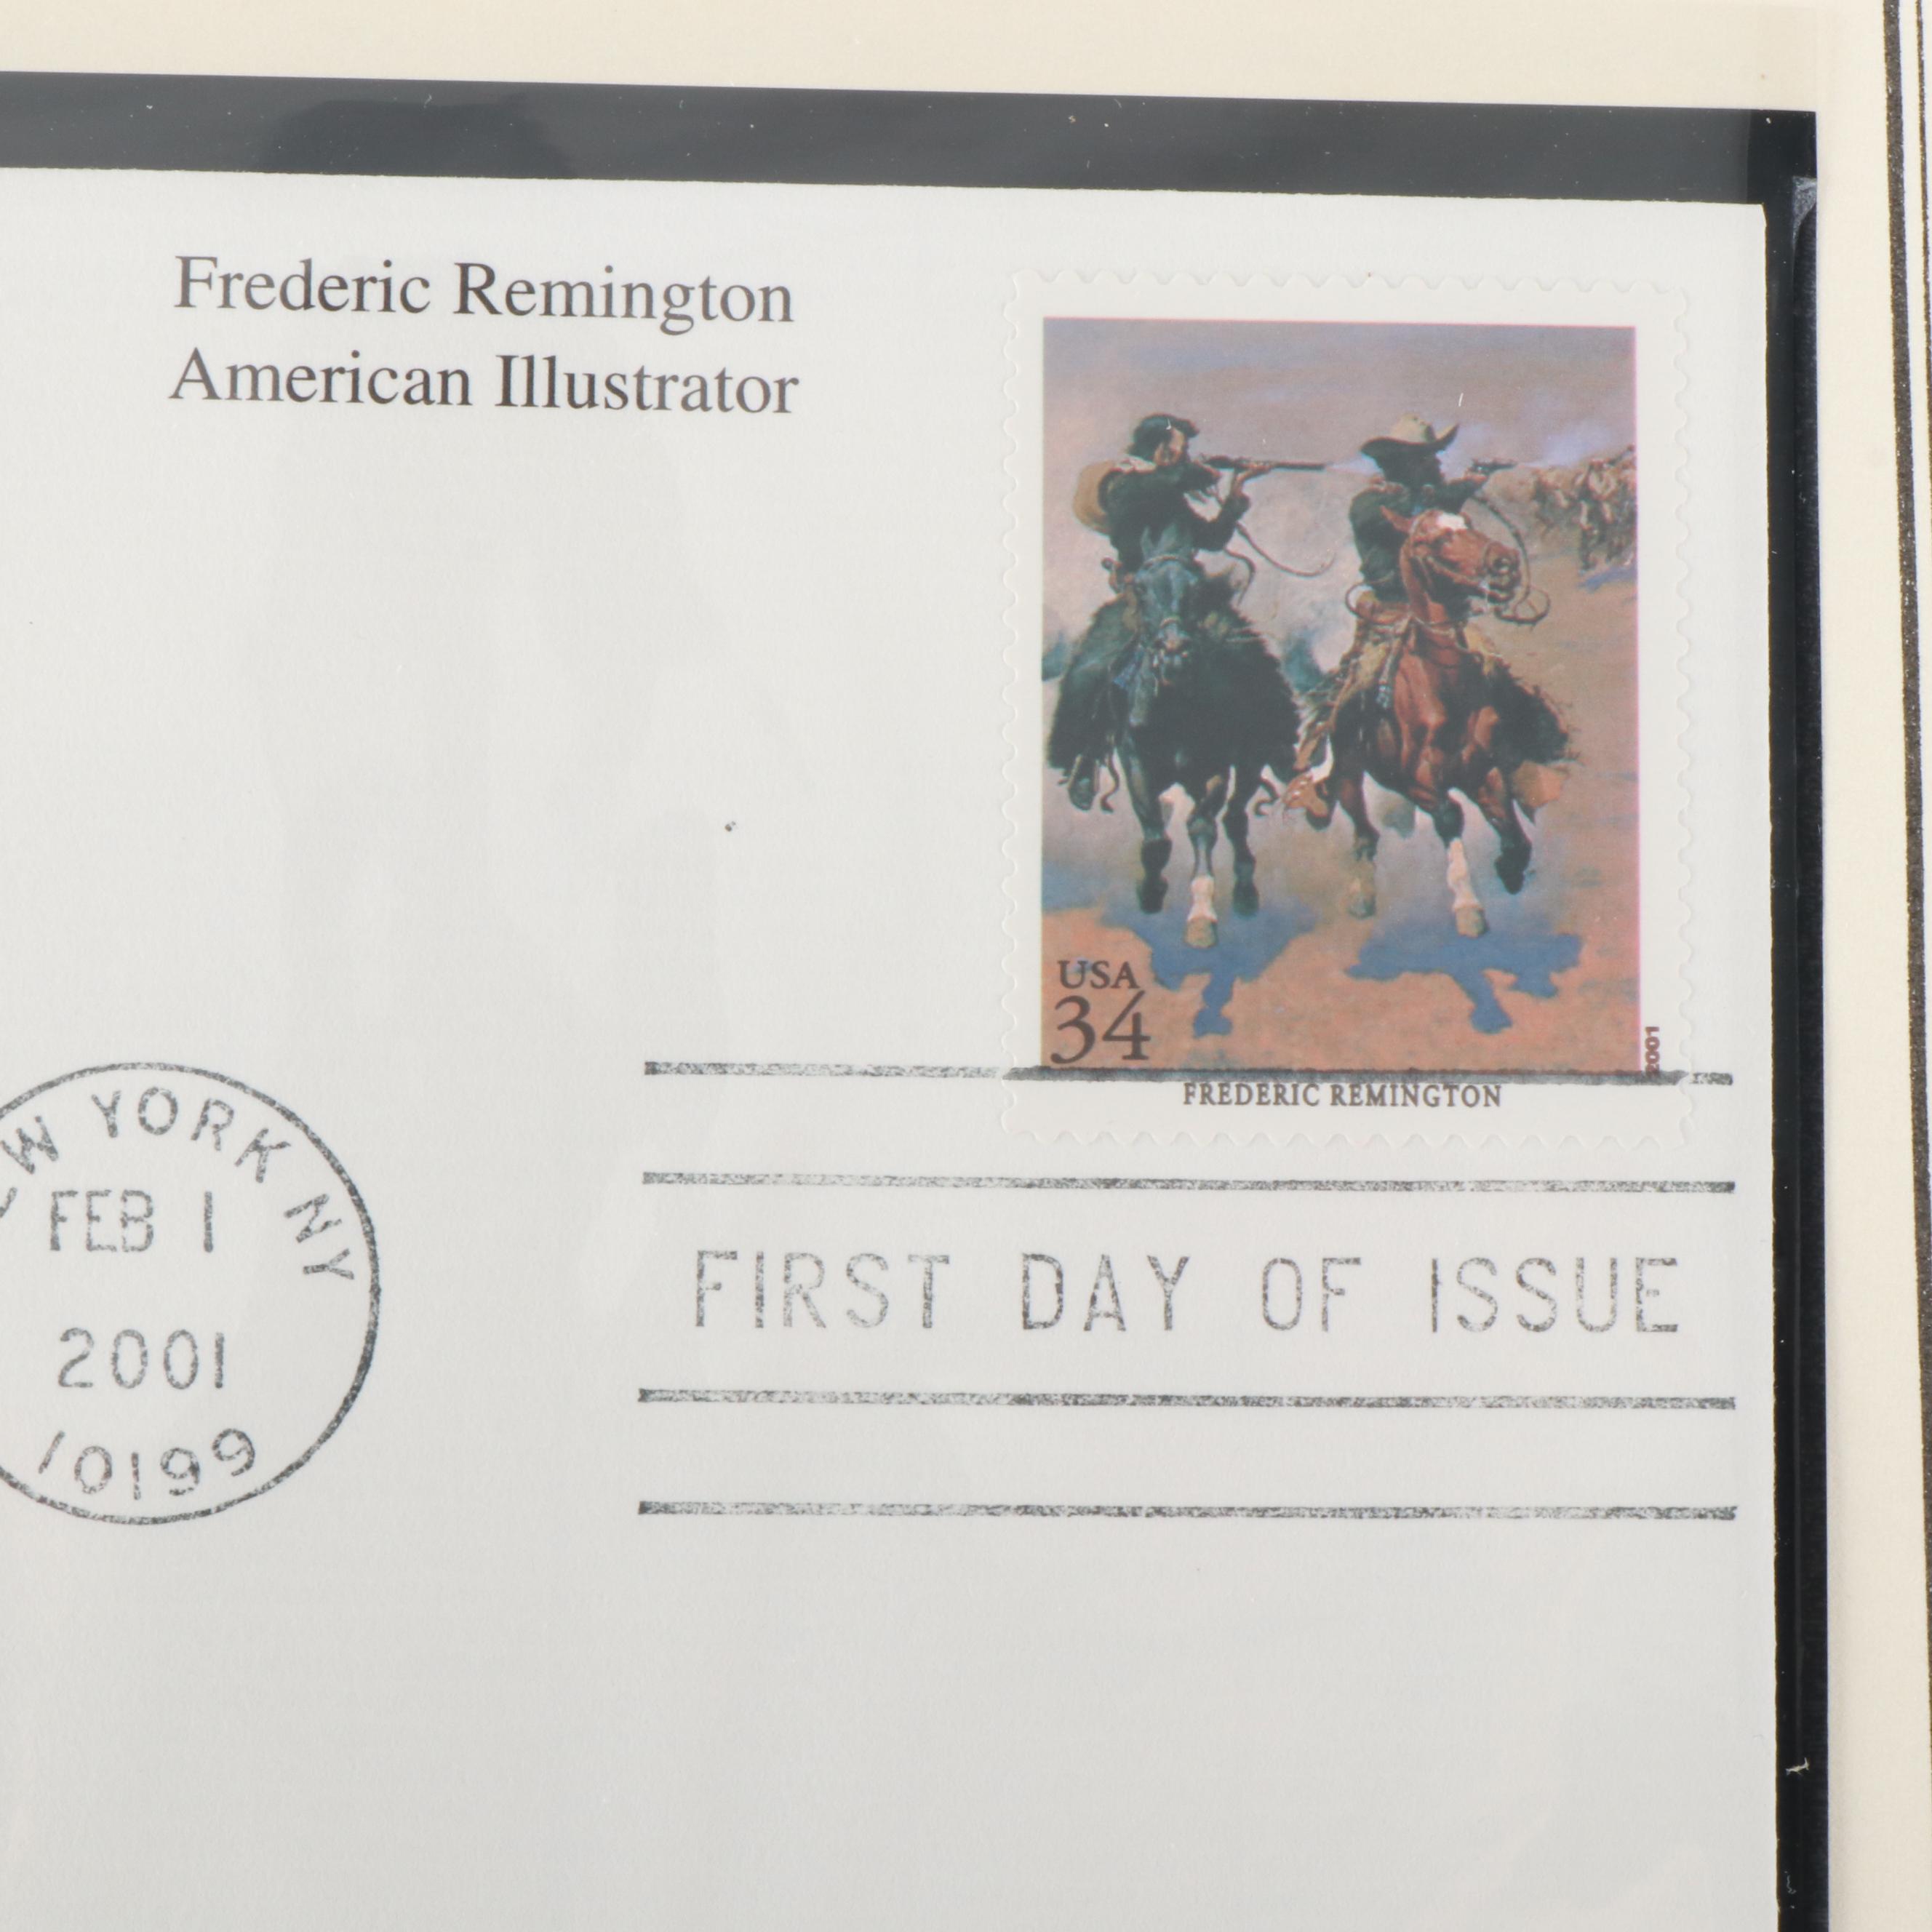 Frederic Remington
American Illustrator
USA
34
2001
FREDERIC REMINGTON
W YORK NY
FEB 1
2001
10199
FIRST DAY OF ISSUE